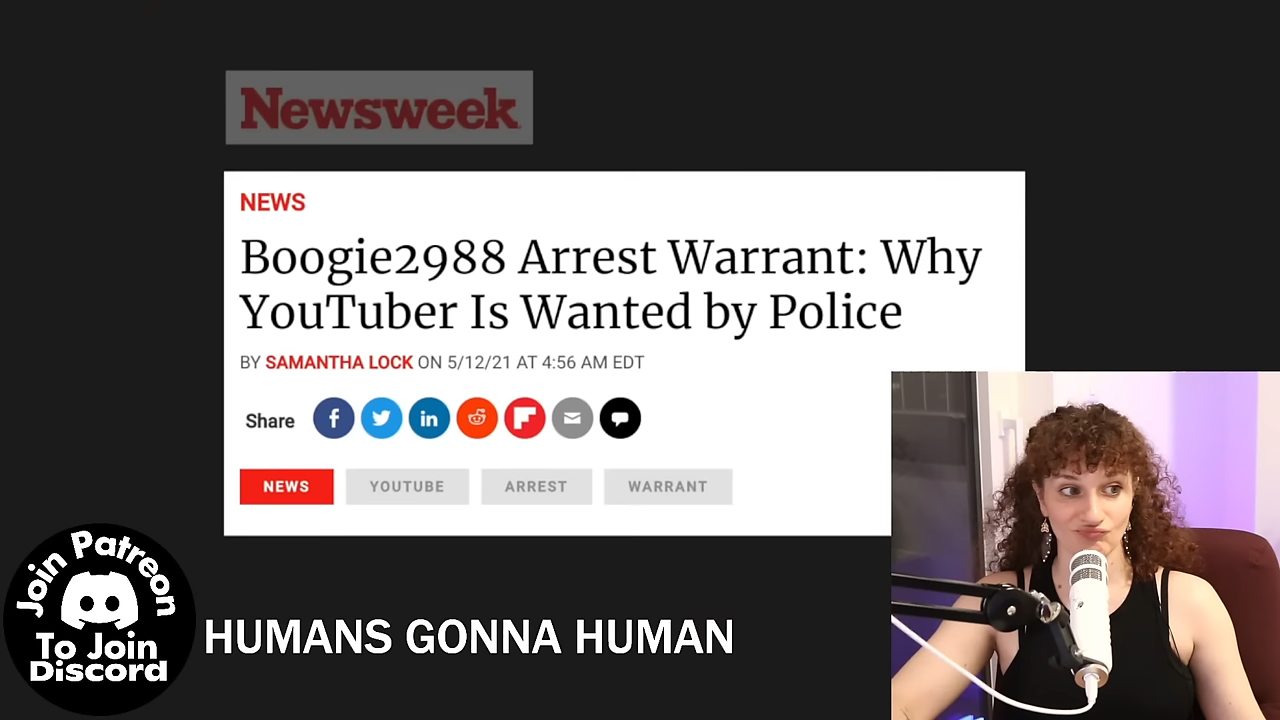 Newsweek
NEWS
Boogie2988 Arrest Warrant: Why
YouTuber Is Wanted by Police
BY SAMANTHA LOCK ON 5/12/21 AT 4:56 AM EDT
Share
NEWS YOUTUBE ARREST WARRANT
Join Patreon
To Join
Discord
HUMANS GONNA HUMAN